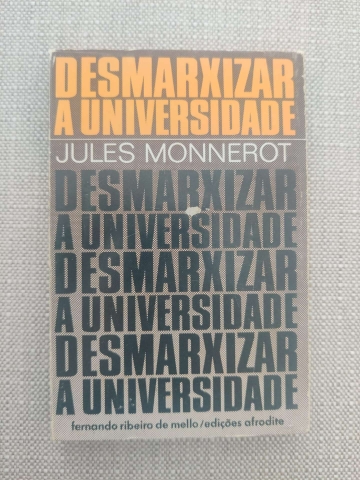 DESMARXIZAR
A UNIVERSIDADE
JULES MONNEROT
DESMARXIZAR
A UNIVERSIDADE
DESMARXIZAR
A UNIVERSIDADE
DESMARXIZAR
A UNIVERSIDADE
fernando ribeiro de mello/edições afrodite